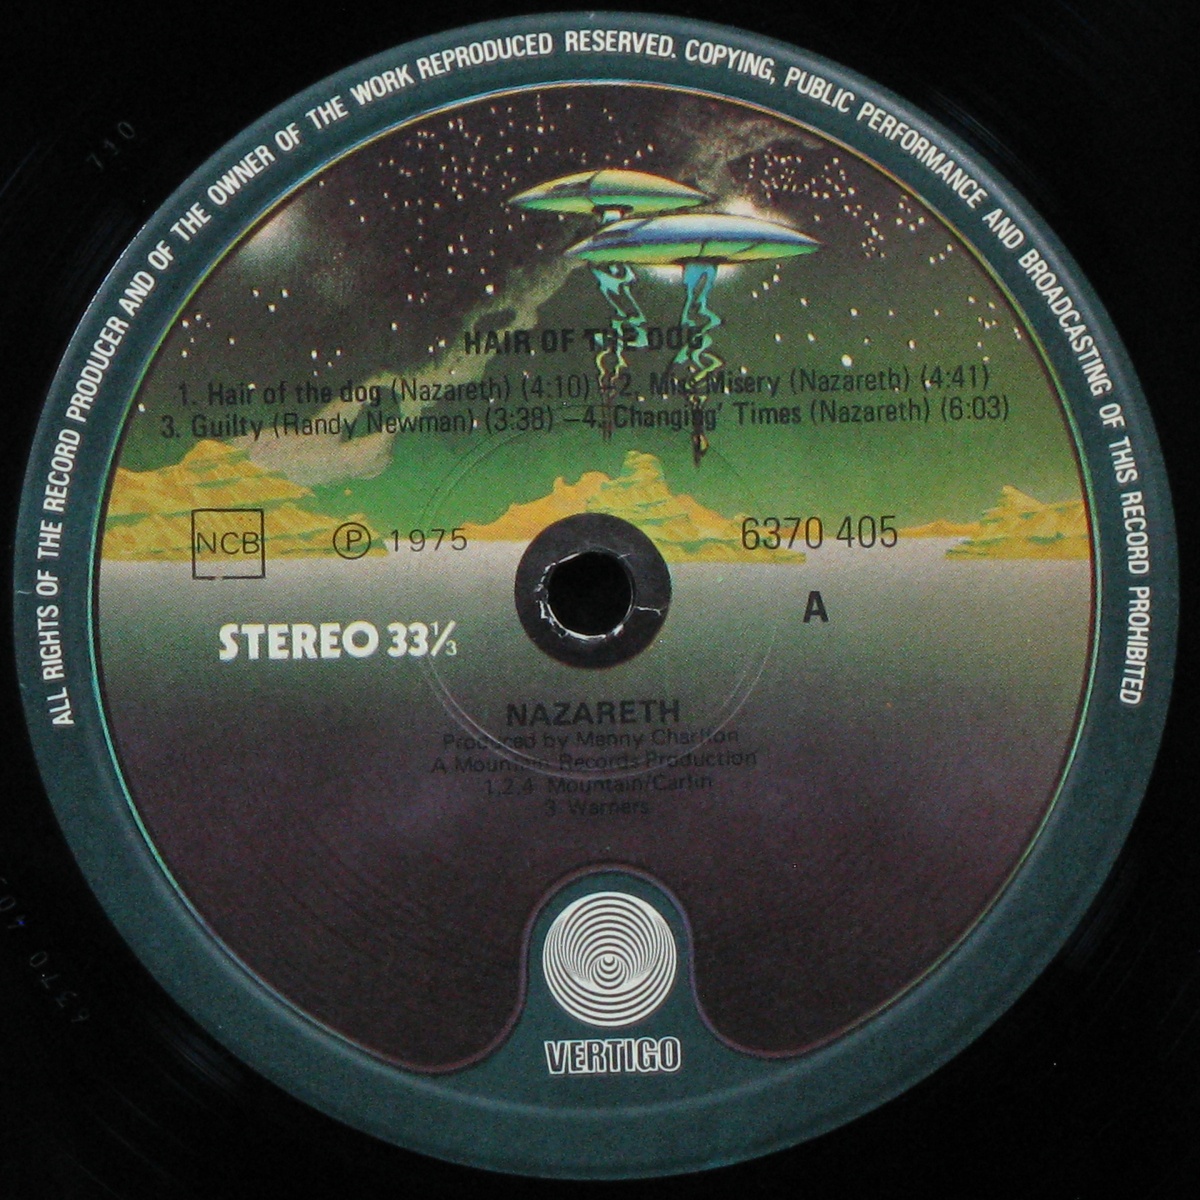 ALL RIGHTS OF THE RECORD PRODUCER AND OF THE OWNER OF THE WORK REPRODUCED RESERVED. COPYING, PUBLIC PERFORMANCE AND BROADCASTING OF THIS RECORD PROHIBITED
HAIR OF THE DOG
1. Hair of the dog (Nazareth) (4:10) – 2. Miss Misery (Nazareth) (4:41)
3. Guilty (Randy Newman) (3:38) – 4. Changing' Times (Nazareth) (6:03)
NCB
Ⓟ 1975
6370 405
A
STEREO 33⅓
NAZARETH
Produced by Manny Charlton
A Mountain Records Production
1,2,4 Mountain/Carlin
3 Warners
VERTIGO